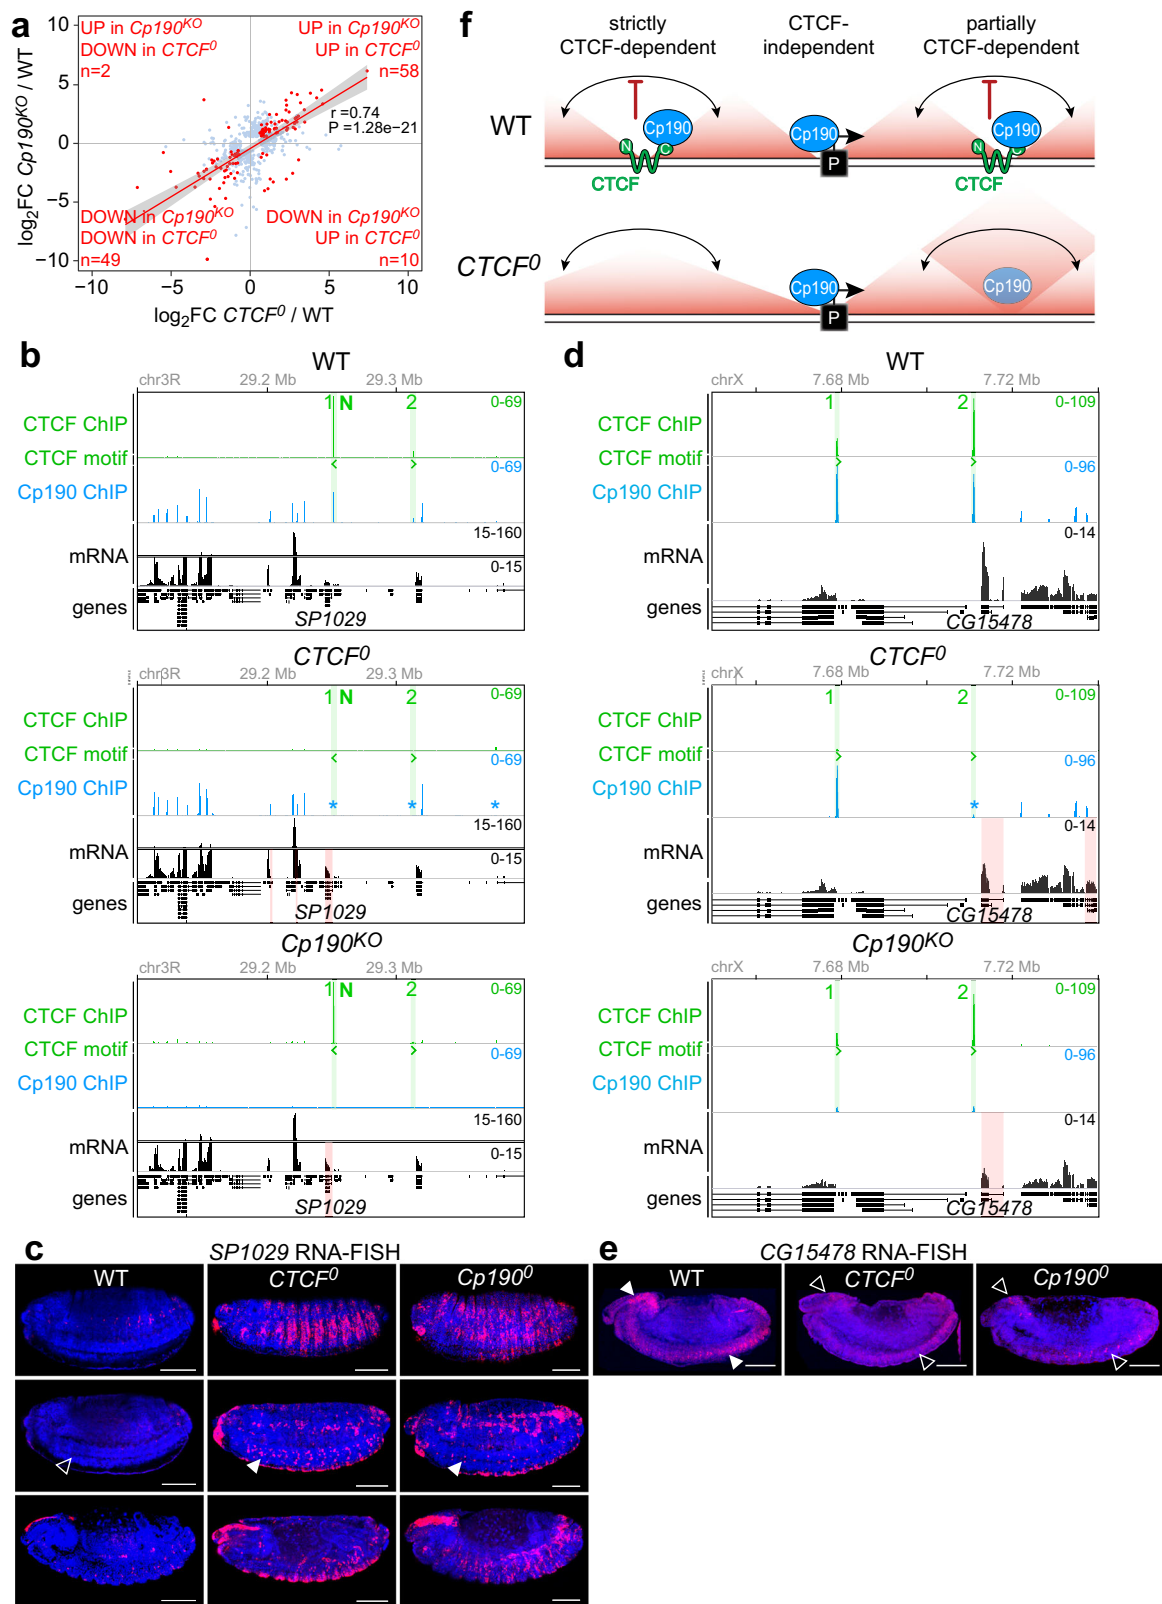 a
UP in Cp190KO
DOWN in CTCF0
n=2
UP in Cp190KO
UP in CTCF0
n=58
r =0.74
P =1.28e−21
DOWN in Cp190KO
DOWN in CTCF0
n=49
DOWN in Cp190KO
UP in CTCF0
n=10
10
5
0
−5
−10
log2FC Cp190KO / WT
−10
−5
0
5
10
log2FC CTCF0 / WT
f
strictly
CTCF-dependent
CTCF-
independent
partially
CTCF-dependent
WT
Cp190
N
C
CTCF
Cp190
P
Cp190
N
C
CTCF
CTCF0
Cp190
P
Cp190
b
WT
chr3R
29.2 Mb
29.3 Mb
1 N
2
0-69
CTCF ChIP
CTCF motif
0-69
Cp190 ChIP
15-160
mRNA
0-15
genes
SP1029
CTCF0
chr3R
29.2 Mb
29.3 Mb
1 N
2
0-69
CTCF ChIP
CTCF motif
0-69
Cp190 ChIP
* * *
15-160
mRNA
0-15
genes
SP1029
Cp190KO
chr3R
29.2 Mb
29.3 Mb
1 N
2
0-69
CTCF ChIP
CTCF motif
0-69
Cp190 ChIP
15-160
mRNA
0-15
genes
SP1029
d
WT
chrX
7.68 Mb
7.72 Mb
1
2
0-109
CTCF ChIP
CTCF motif
0-96
Cp190 ChIP
0-14
mRNA
genes
CG15478
CTCF0
chrX
7.68 Mb
7.72 Mb
1
2
0-109
CTCF ChIP
CTCF motif
0-96
Cp190 ChIP
*
0-14
mRNA
genes
CG15478
Cp190KO
chrX
7.68 Mb
7.72 Mb
1
2
0-109
CTCF ChIP
CTCF motif
0-96
Cp190 ChIP
0-14
mRNA
genes
CG15478
c
SP1029 RNA-FISH
WT
CTCF0
Cp1900
e
CG15478 RNA-FISH
WT
CTCF0
Cp1900